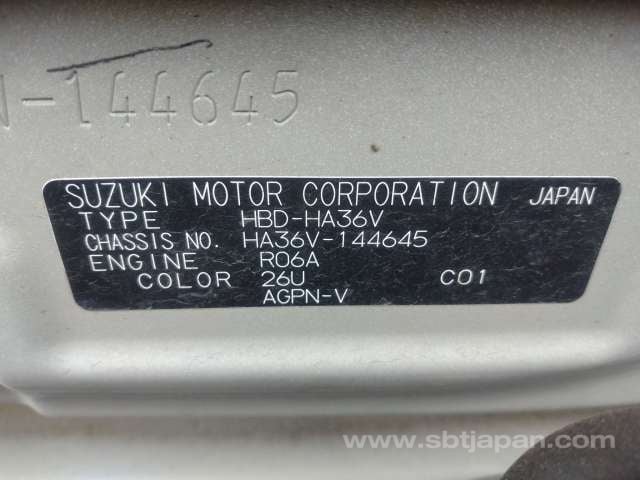 -144645
SUZUKI MOTOR CORPORATION JAPAN
TYPE HBD-HA36V
CHASSIS NO. HA36V-144645
ENGINE R06A
COLOR 26U C01
AGPN-V
www.sbtjapan.com